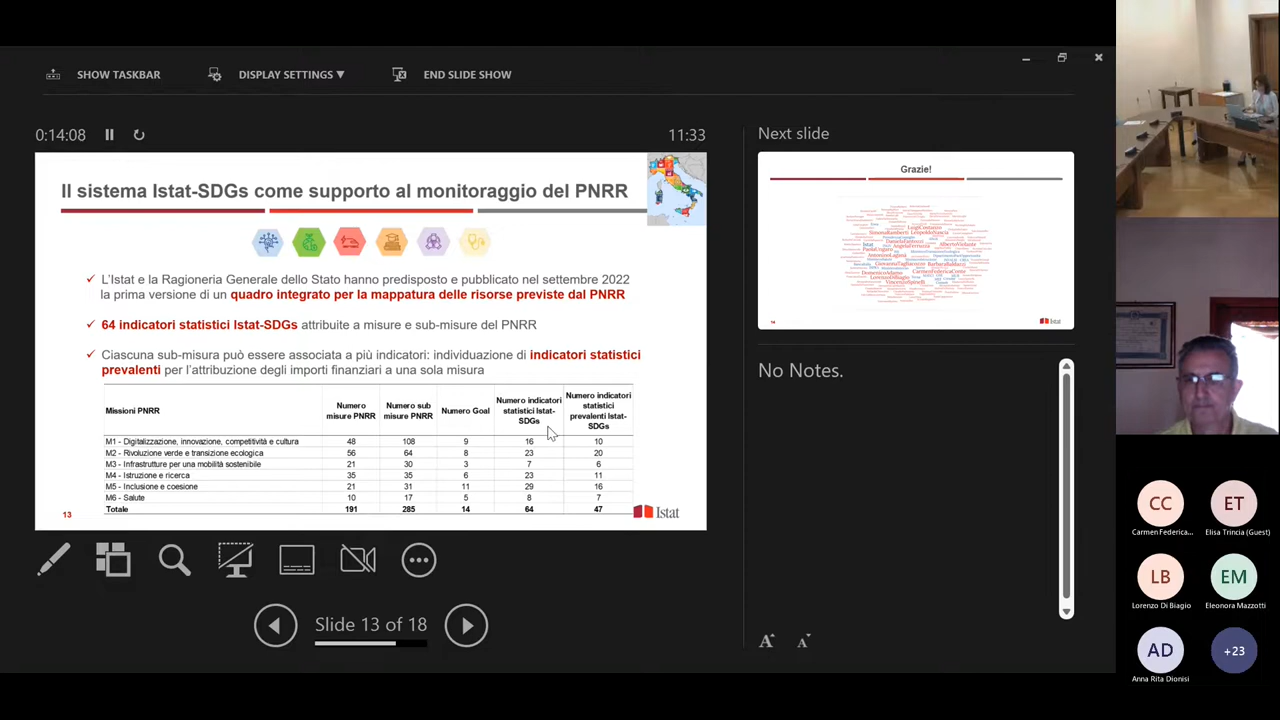 SHOW TASKBAR
DISPLAY SETTINGS ▼
END SLIDE SHOW
0:14:08
11:33
Il sistema Istat-SDGs come supporto al monitoraggio del PNRR
✓ L'Istat e la Ragioneria dello Stato hanno predisposto e pubblicato in settembre 2022
la prima versione di un quadro integrato per la mappatura delle risorse previste dal PNRR
✓ 64 indicatori statistici Istat-SDGs attribuite a misure e sub-misure del PNRR
✓ Ciascuna sub-misura può essere associata a più indicatori: individuazione di indicatori statistici
prevalenti per l'attribuzione degli importi finanziari a una sola misura
Missioni PNRR Numero misure PNRR Numero sub misure PNRR Numero Goal Numero indicatori statistici Istat-SDGs Numero indicatori statistici prevalenti Istat-SDGs
M1 - Digitalizzazione, innovazione, competitività e cultura 48 108 9 16 10
M2 - Rivoluzione verde e transizione ecologica 56 64 8 23 20
M3 - Infrastrutture per una mobilità sostenibile 21 30 3 7 6
M4 - Istruzione e ricerca 35 35 6 23 11
M5 - Inclusione e coesione 21 31 11 29 16
M6 - Salute 10 17 5 8 7
Totale 191 285 14 64 47
13
Istat
Slide 13 of 18
Next slide
Grazie!
14
Istat
No Notes.
A A
CC
Carmen Federica...
ET
Elisa Trincia (Guest)
LB
Lorenzo Di Biagio
EM
Eleonora Mazzotti
AD
Anna Rita Dionisi
+23